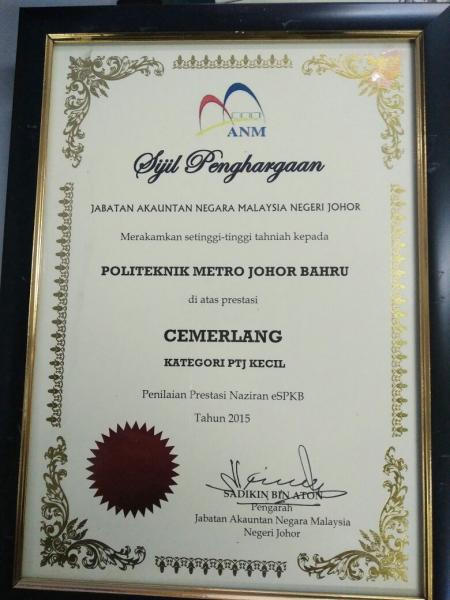 ANM
Sijil Penghargaan
JABATAN AKAUNTAN NEGARA MALAYSIA NEGERI JOHOR
Merakamkan setinggi-tinggi tahniah kepada
POLITEKNIK METRO JOHOR BAHRU
di atas prestasi
CEMERLANG
KATEGORI PTJ KECIL
Penilaian Prestasi Naziran eSPKB
Tahun 2015
SADIKIN BIN ATON
Pengarah
Jabatan Akauntan Negara Malaysia
Negeri Johor